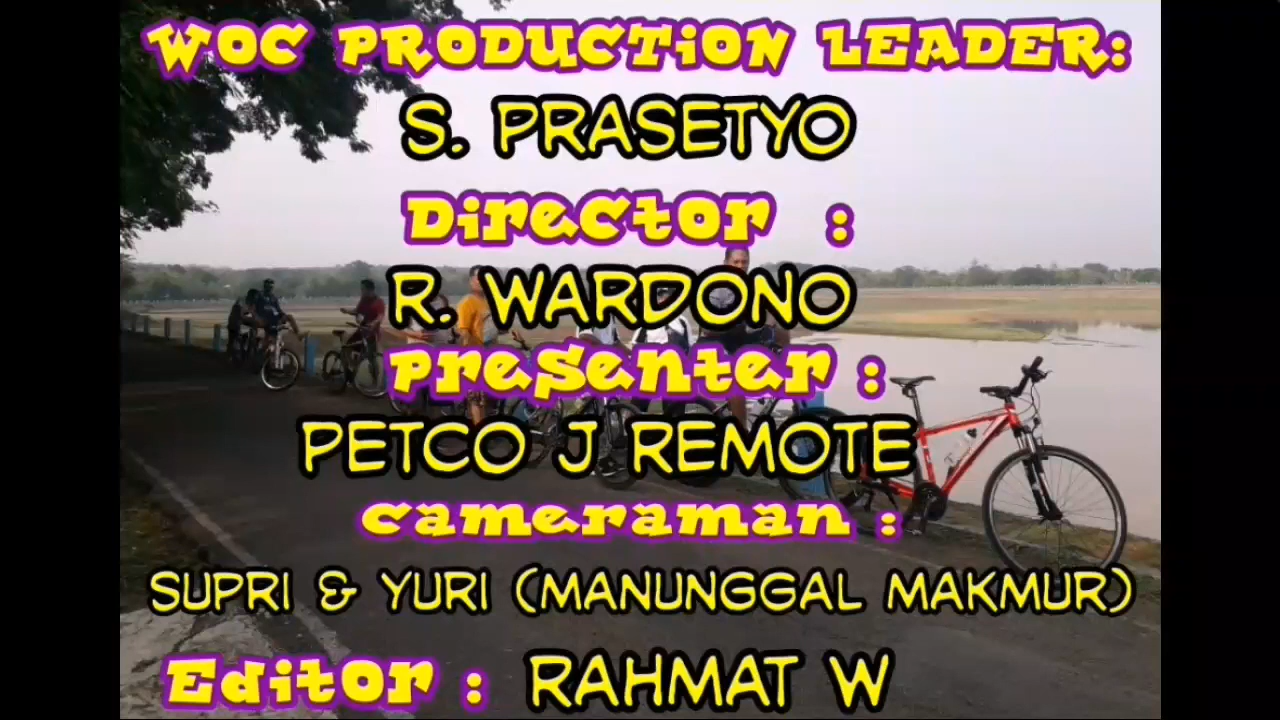 WOC PRODUCTION LEADER:
S. PRASETYO
Director :
R. WARDONO
Presenter :
PETCO J REMOTE
Cameraman :
SUPRI & YURI (MANUNGGAL MAKMUR)
Editor : RAHMAT W